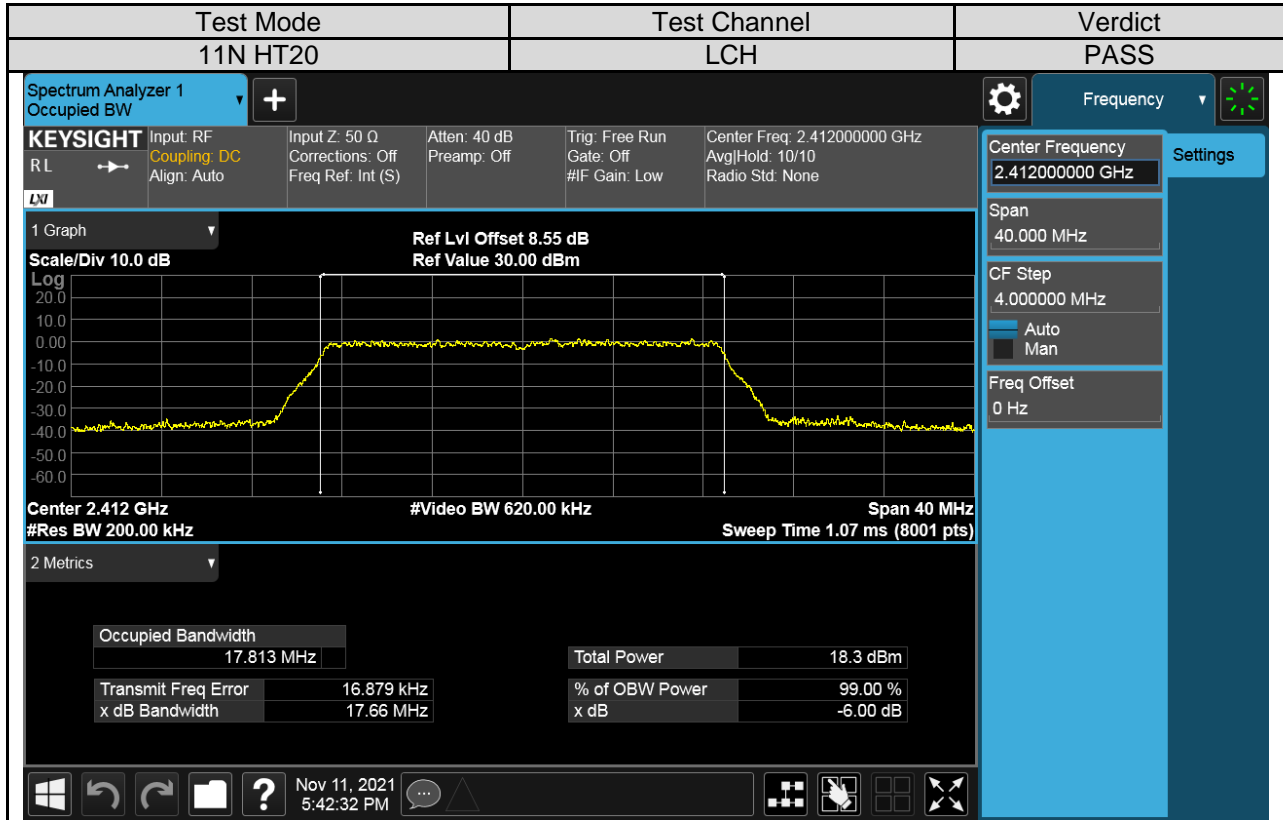 Test Mode Test Channel Verdict
11N HT20 LCH PASS
Spectrum Analyzer 1
Occupied BW
+
Frequency
KEYSIGHT
R L
LXI
Input: RF
Coupling: DC
Align: Auto
Input Z: 50 Ω
Corrections: Off
Freq Ref: Int (S)
Atten: 40 dB
Preamp: Off
Trig: Free Run
Gate: Off
#IF Gain: Low
Center Freq: 2.412000000 GHz
Avg|Hold: 10/10
Radio Std: None
Center Frequency
2.412000000 GHz
Settings
Span
40.000 MHz
CF Step
4.000000 MHz
Auto
Man
Freq Offset
0 Hz
1 Graph
Scale/Div 10.0 dB
Ref Lvl Offset 8.55 dB
Ref Value 30.00 dBm
Log
20.0
10.0
0.00
-10.0
-20.0
-30.0
-40.0
-50.0
-60.0
Center 2.412 GHz #Video BW 620.00 kHz Span 40 MHz
#Res BW 200.00 kHz Sweep Time 1.07 ms (8001 pts)
2 Metrics
Occupied Bandwidth
17.813 MHz
Total Power 18.3 dBm
Transmit Freq Error 16.879 kHz
% of OBW Power 99.00 %
x dB Bandwidth 17.66 MHz
x dB -6.00 dB
?
Nov 11, 2021
5:42:32 PM